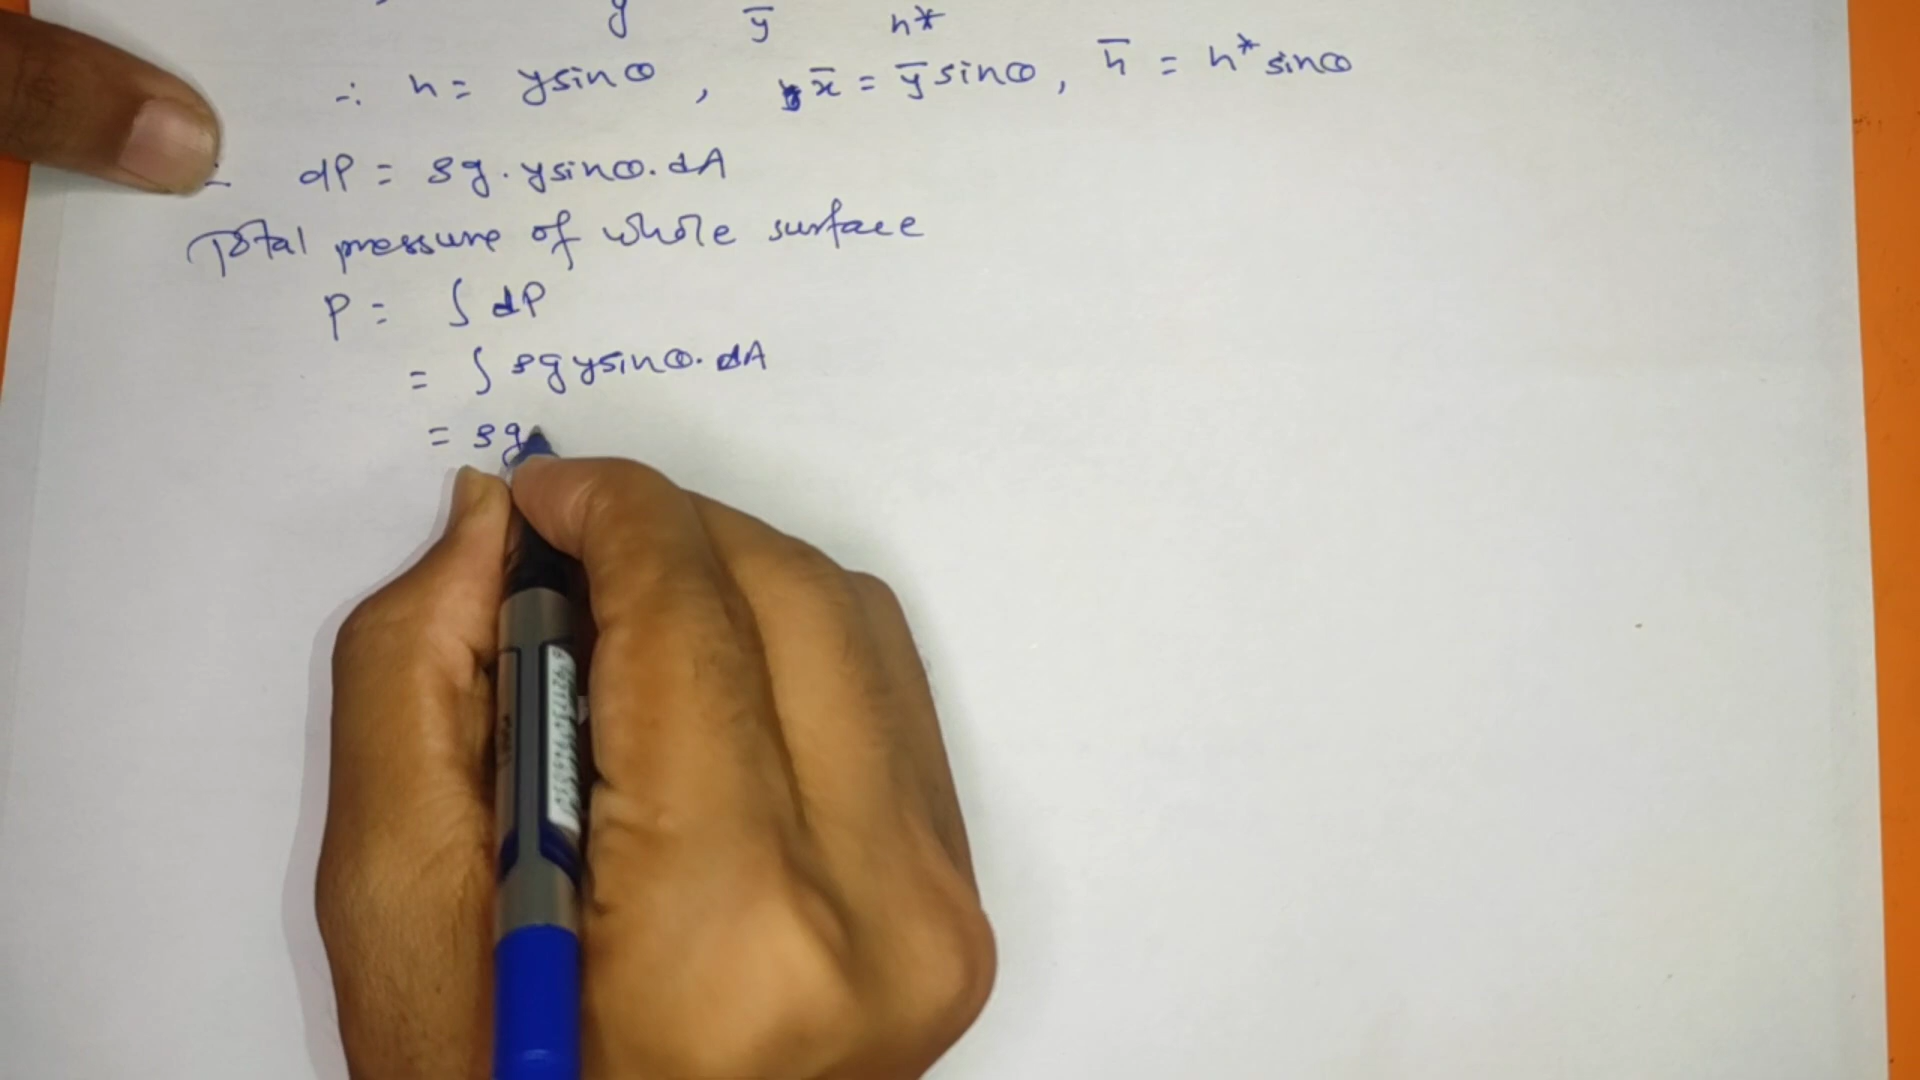 y ȳ h*
∴ h = y sinθ , x̄ = ȳ sinθ , h̄ = h* sinθ
∴ dP = ρg . y sinθ . dA
Total pressure of whole surface
P = ∫ dP
= ∫ ρg y sinθ . dA
= ρg